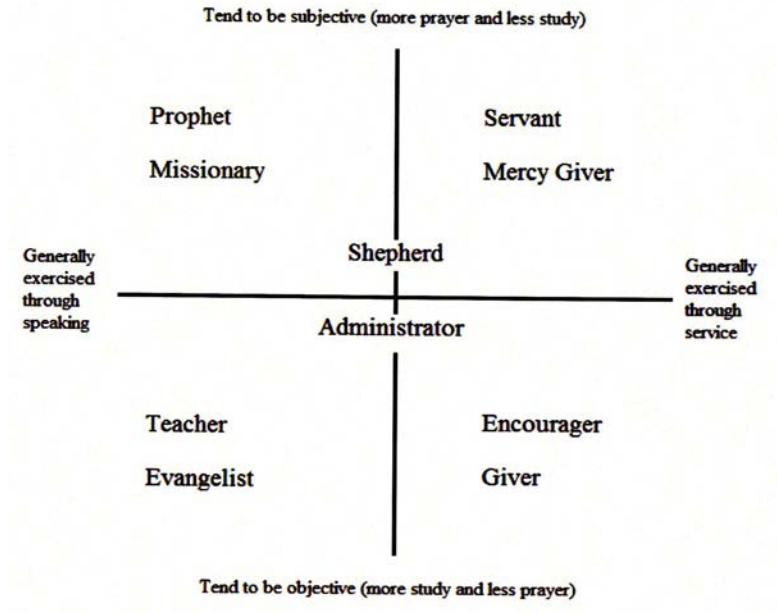 Tend to be subjective (more prayer and less study)
Prophet
Servant
Missionary
Mercy Giver
Shepherd
Generally
exercised
through
speaking
Generally
exercised
through
service
Administrator
Teacher
Encourager
Evangelist
Giver
Tend to be objective (more study and less prayer)